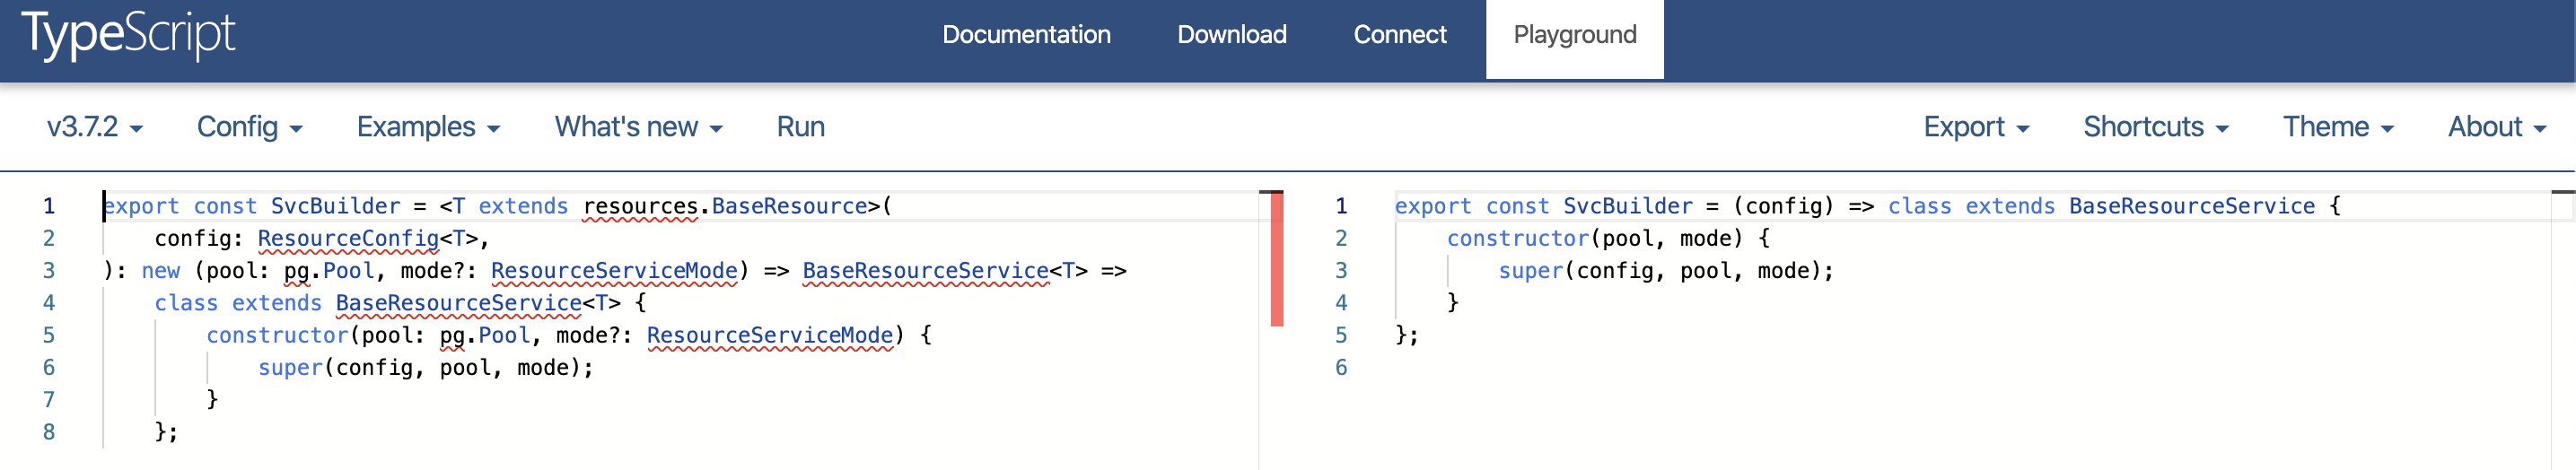 TypeScript Documentation Download Connect Playground
v3.7.2 Config Examples What's new Run Export Shortcuts Theme About
1 export const SvcBuilder = <T extends resources.BaseResource>(
2 config: ResourceConfig<T>,
3 ): new (pool: pg.Pool, mode?: ResourceServiceMode) => BaseResourceService<T> =>
4 class extends BaseResourceService<T> {
5 constructor(pool: pg.Pool, mode?: ResourceServiceMode) {
6 super(config, pool, mode);
7 }
8 };
1 export const SvcBuilder = (config) => class extends BaseResourceService {
2 constructor(pool, mode) {
3 super(config, pool, mode);
4 }
5 };
6